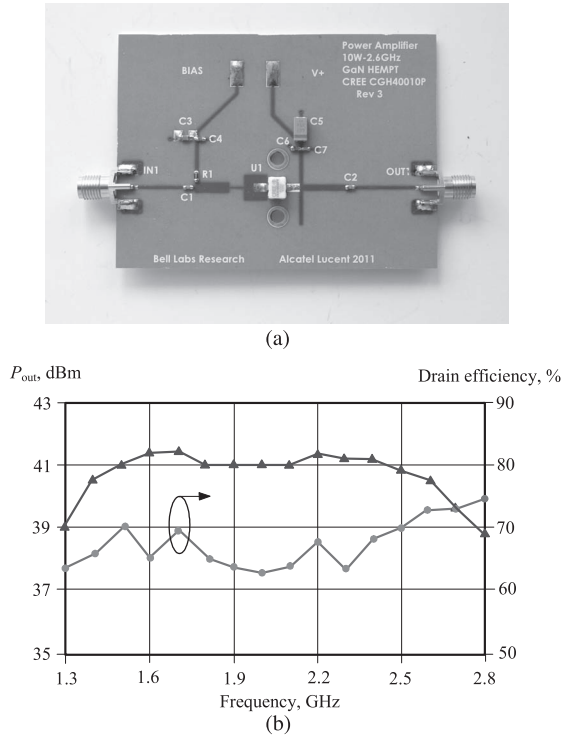 Power Amplifier
10W-2.6GHz
GaN HEMPT
CREE CGH40010P
Rev 3
BIAS
V+
C3
C4
C5
C6
C7
IN1
R1
U1
C1
C2
OUT1
Bell Labs Research
Alcatel Lucent 2011
(a)
Pout, dBm
Drain efficiency, %
43
90
41
80
39
70
37
60
35
50
1.3
1.6
1.9
2.2
2.5
2.8
Frequency, GHz
(b)